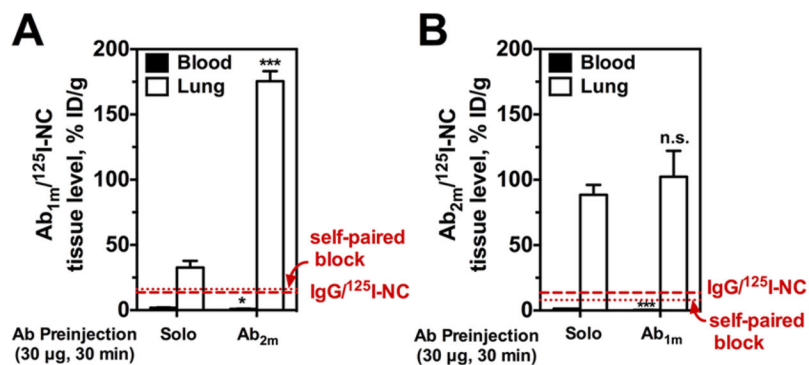 A
Ab1m/125I-NC
tissue level, % ID/g
200
150
100
50
0
Blood
Lung
***
*
self-paired
block
IgG/125I-NC
Ab Preinjection
(30 µg, 30 min)
Solo
Ab2m
B
Ab2m/125I-NC
tissue level, % ID/g
200
150
100
50
0
Blood
Lung
n.s.
***
IgG/125I-NC
self-paired
block
Ab Preinjection
(30 µg, 30 min)
Solo
Ab1m